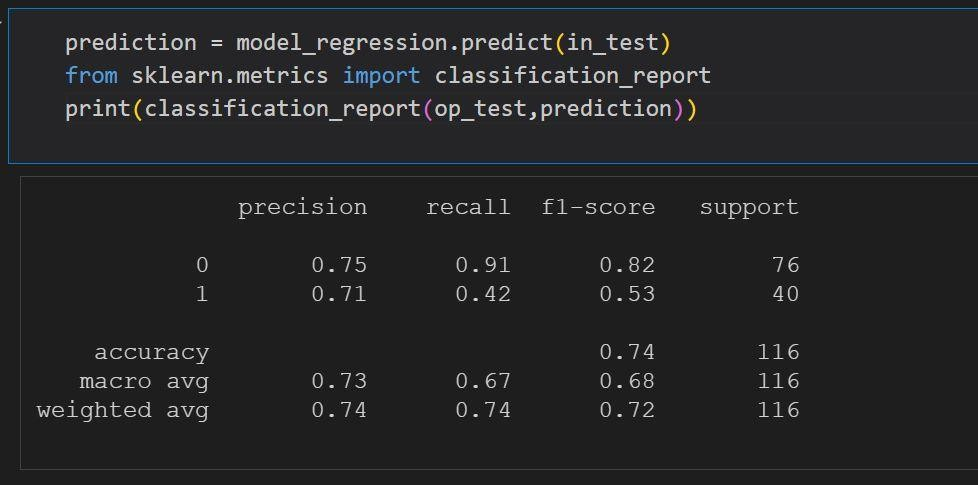 prediction = model_regression.predict(in_test)
from sklearn.metrics import classification_report
print(classification_report(op_test,prediction))
precision recall f1-score support
0 0.75 0.91 0.82 76
1 0.71 0.42 0.53 40
accuracy 0.74 116
macro avg 0.73 0.67 0.68 116
weighted avg 0.74 0.74 0.72 116